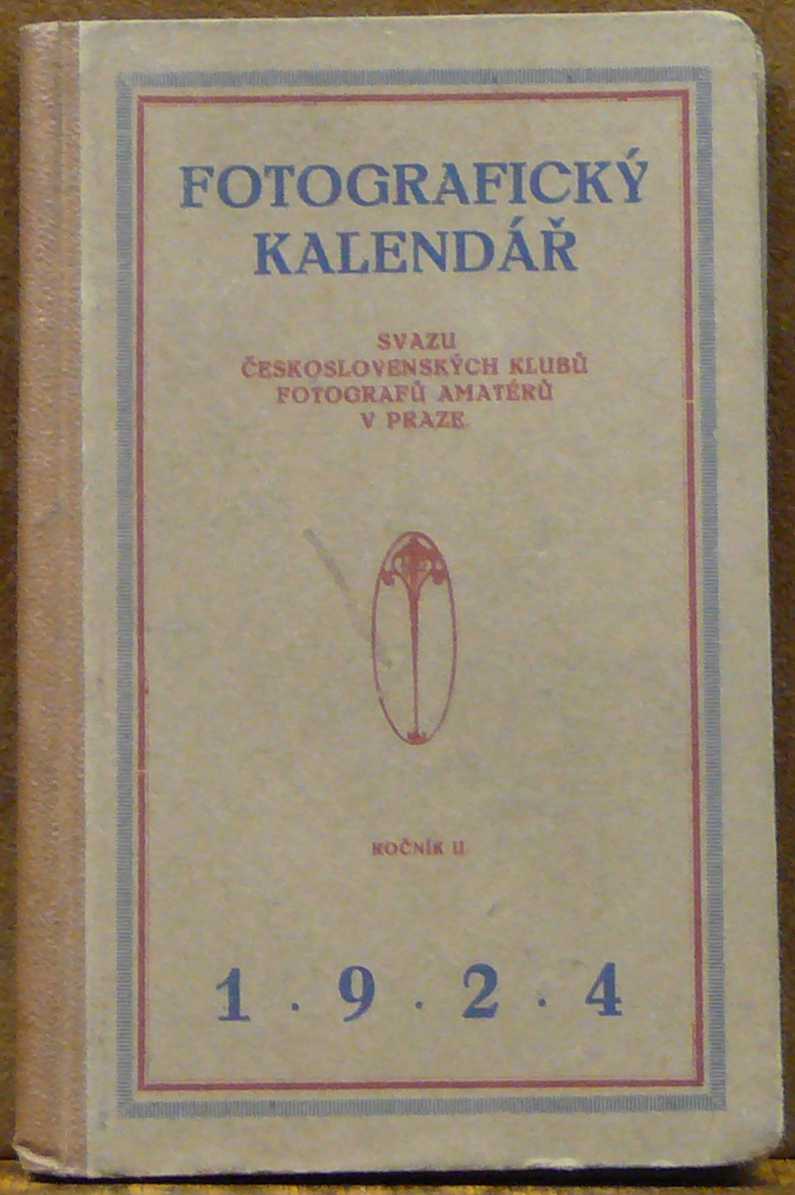 FOTOGRAFICKÝ
KALENDÁŘ
SVAZU
ČESKOSLOVENSKÝCH KLUBŮ
FOTOGRAFŮ AMATÉRŮ
V PRAZE
ROČNÍK II
1 · 9 · 2 · 4